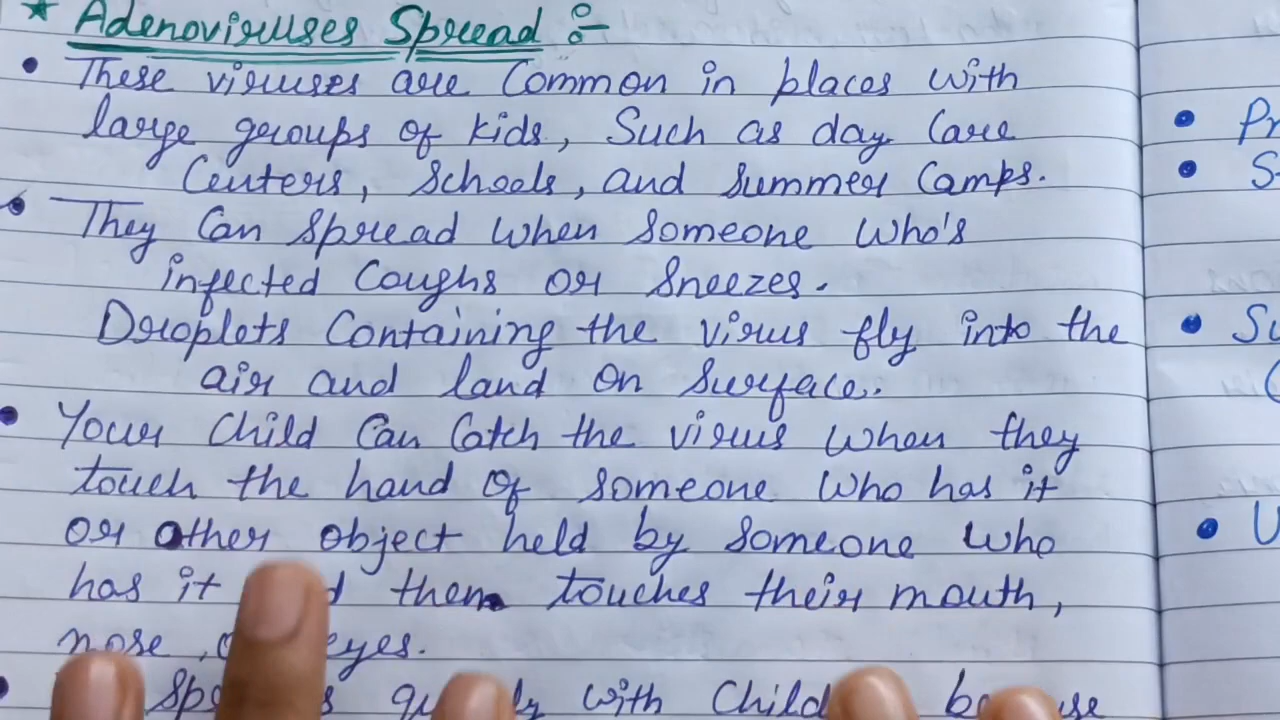 * Adenoviruses Spread :-
• These viruses are Common in places with
large groups of kids, Such as day Care
Centers, Schools, and Summer Camps.
• They Can Spread when Someone who's
infected Coughs or Sneezes.
Droplets Containing the virus fly into the
air and land on Surface.
• Your Child Can Catch the virus when they
touch the hand of Someone who has it
or other object held by Someone who
has it then touches their mouth,
nose, eyes.
• with Child
• Pr
• S
• Su
(
• U